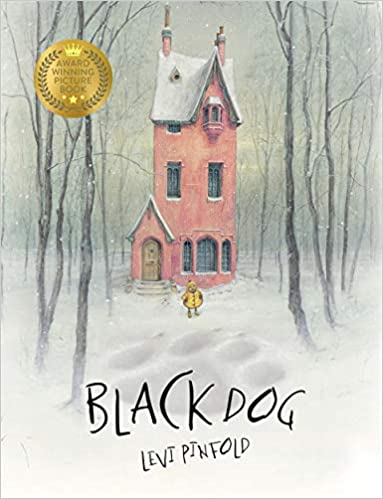 AWARD
WINNING
PICTURE
BOOK
BLACK DOG
LEVI PINFOLD